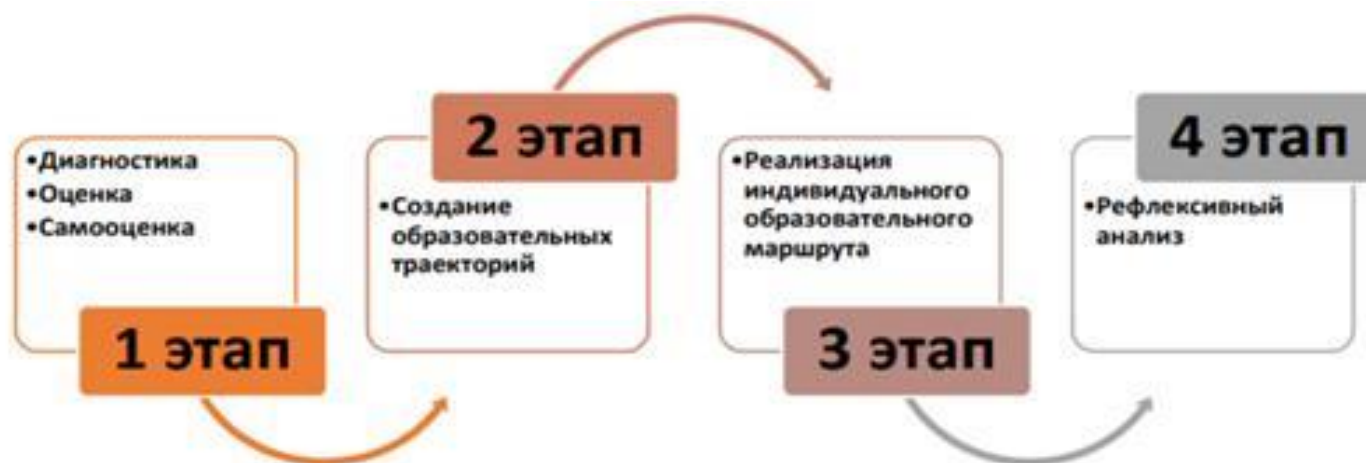 •Диагностика
•Оценка
•Самооценка
1 этап
2 этап
•Создание
образовательных
траекторий
•Реализация
индивидуального
образовательного
маршрута
3 этап
4 этап
•Рефлексивный
анализ